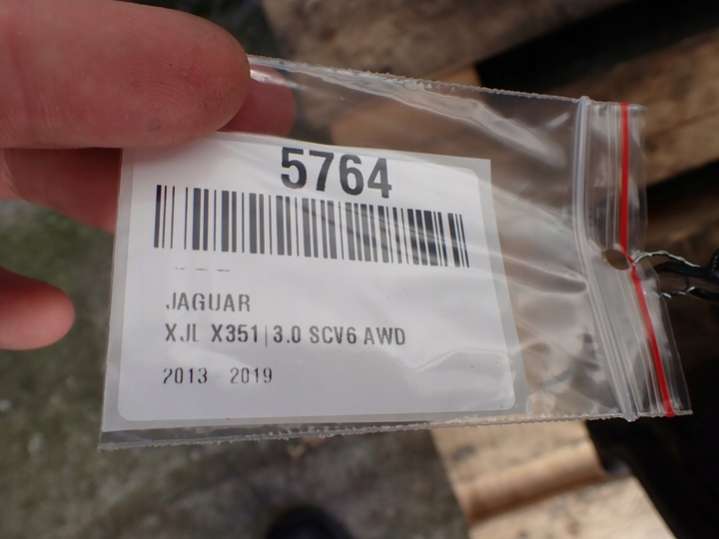 5764
JAGUAR
XJL X351 | 3.0 SCV6 AWD
2013 - 2019